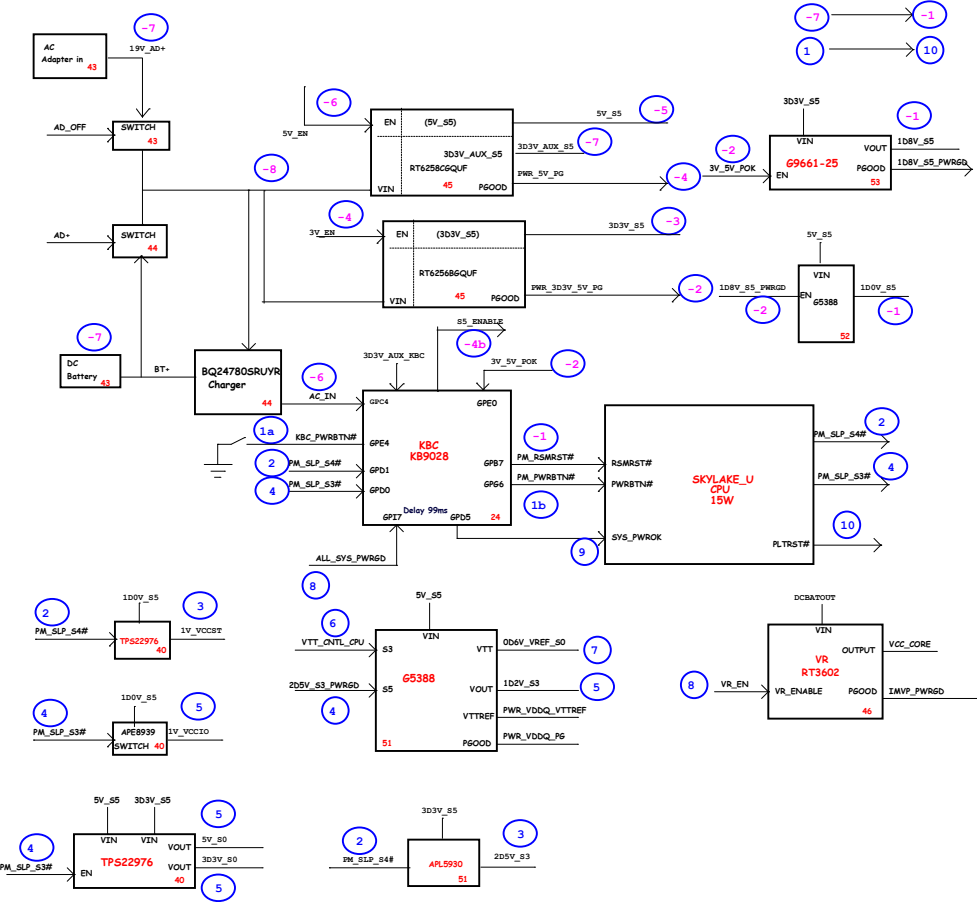 -7
-1
1
10
AC
Adapter in
43
-7
19V_AD+
AD_OFF
SWITCH
43
-8
AD+
SWITCH
44
-7
DC
Battery
43
BT+
BQ24780SRUYR
Charger
44
-6
AC_IN
-6
5V_EN
EN
(5V_S5)
3D3V_AUX_S5
RT6258CGQUF
VIN
45
PGOOD
5V_S5
-5
3D3V_AUX_S5
-7
PWR_5V_PG
-4
-4
3V_EN
EN
(3D3V_S5)
RT6256BGQUF
VIN
45
PGOOD
3D3V_S5
-3
PWR_3D3V_5V_PG
-2
3D3V_S5
VIN
-2
3V_5V_POK
EN
G9661-25
VOUT
PGOOD
53
-1
1D8V_S5
1D8V_S5_PWRGD
5V_S5
VIN
1D8V_S5_PWRGD
-2
EN
G5388
52
1D0V_S5
-1
S5_ENABLE
-4b
3D3V_AUX_KBC
3V_5V_POK
-2
GPC4
GPE0
1a
KBC_PWRBTN#
GPE4
KBC
KB9028
2
PM_SLP_S4#
GPD1
4
PM_SLP_S3#
GPD0
GPB7
GPG6
Delay 99ms
GPI7
GPD5
24
-1
PM_RSMRST#
PM_PWRBTN#
1b
9
ALL_SYS_PWRGD
8
RSMRST#
PWRBTN#
SYS_PWROK
SKYLAKE_U
CPU
15W
PLTRST#
2
PM_SLP_S4#
PM_SLP_S3#
4
10
1D0V_S5
2
PM_SLP_S4#
TPS22976
40
3
1V_VCCST
1D0V_S5
4
PM_SLP_S3#
APE8939
SWITCH
40
5
1V_VCCIO
5V_S5
3D3V_S5
VIN
VIN
4
PM_SLP_S3#
EN
TPS22976
VOUT
VOUT
40
5
5V_S0
3D3V_S0
5
5V_S5
VIN
6
VTT_CNTL_CPU
S3
2D5V_S3_PWRGD
S5
4
G5388
51
VTT
VOUT
VTTREF
PGOOD
0D6V_VREF_S0
7
1D2V_S3
5
PWR_VDDQ_VTTREF
PWR_VDDQ_PG
3D3V_S5
2
PM_SLP_S4#
APL5930
51
3
2D5V_S3
DCBATOUT
VIN
8
VR_EN
VR_ENABLE
VR
RT3602
OUTPUT
PGOOD
46
VCC_CORE
IMVP_PWRGD